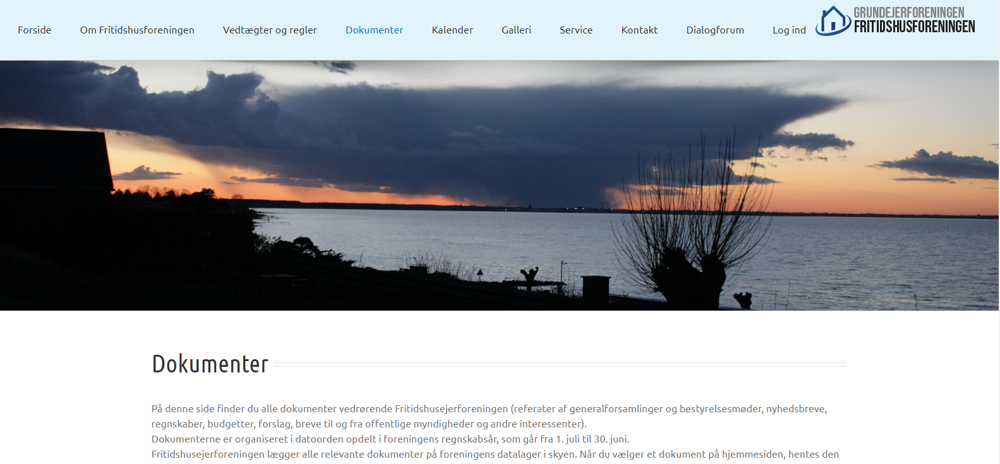 Forside Om Fritidshusforeningen Vedtægter og regler Dokumenter Kalender Galleri Service Kontakt Dialogforum Log ind
GRUNDEJERFORENINGEN
FRITIDSHUSFORENINGEN
Dokumenter
På denne side finder du alle dokumenter vedrørende Fritidshusejerforeningen (referater af generalforsamlinger og bestyrelsesmøder, nyhedsbreve,
regnskaber, budgetter, forslag, breve til og fra offentlige myndigheder og andre interessenter).
Dokumenterne er organiseret i datoorden opdelt i foreningens regnskabsår, som går fra 1. juli til 30. juni.
Fritidshusejerforeningen lægger alle relevante dokumenter på foreningens datalager i skyen. Når du vælger et dokument på hjemmesiden, hentes den